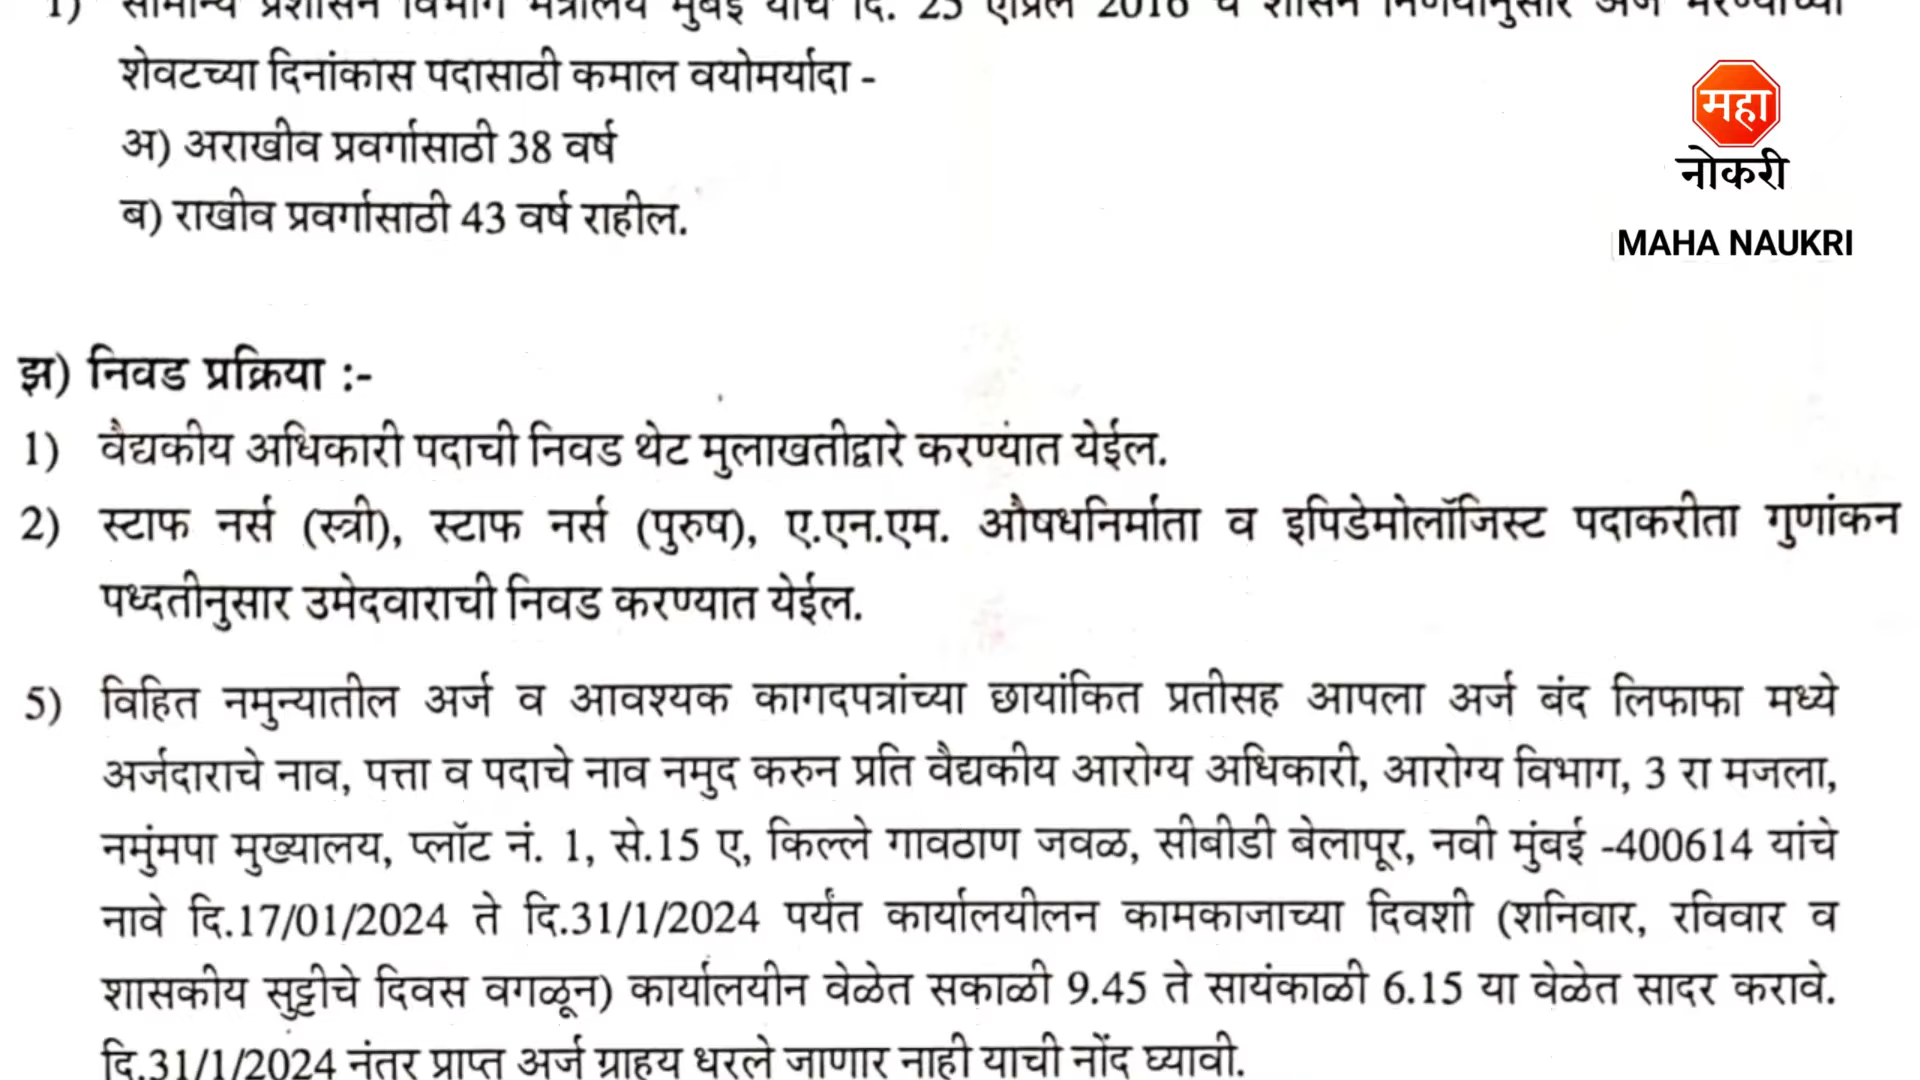 1) सामान्य प्रशासन विभाग मंत्रालय मुंबई यांचे दि. 25 एप्रिल 2016 चे शासन निर्णयानुसार अर्ज भरण्याच्या
शेवटच्या दिनांकास पदासाठी कमाल वयोमर्यादा -
अ) अराखीव प्रवर्गासाठी 38 वर्ष
ब) राखीव प्रवर्गासाठी 43 वर्ष राहील.
महा
नोकरी
MAHA NAUKRI
झ) निवड प्रक्रिया :-
1) वैद्यकीय अधिकारी पदाची निवड थेट मुलाखतीद्वारे करण्यांत येईल.
2) स्टाफ नर्स (स्त्री), स्टाफ नर्स (पुरुष), ए.एन.एम. औषधनिर्माता व इपिडेमोलॉजिस्ट पदाकरीता गुणांकन
पध्दतीनुसार उमेदवाराची निवड करण्यात येईल.
5) विहित नमुन्यातील अर्ज व आवश्यक कागदपत्रांच्या छायांकित प्रतीसह आपला अर्ज बंद लिफाफा मध्ये
अर्जदाराचे नाव, पत्ता व पदाचे नाव नमुद करुन प्रति वैद्यकीय आरोग्य अधिकारी, आरोग्य विभाग, 3 रा मजला,
नमुंमपा मुख्यालय, प्लॉट नं. 1, से.15 ए, किल्ले गावठाण जवळ, सीबीडी बेलापूर, नवी मुंबई -400614 यांचे
नावे दि.17/01/2024 ते दि.31/1/2024 पर्यंत कार्यालयीलन कामकाजाच्या दिवशी (शनिवार, रविवार व
शासकीय सुट्टीचे दिवस वगळून) कार्यालयीन वेळेत सकाळी 9.45 ते सायंकाळी 6.15 या वेळेत सादर करावे.
दि.31/1/2024 नंतर प्राप्त अर्ज ग्राहय धरले जाणार नाही याची नोंद घ्यावी.